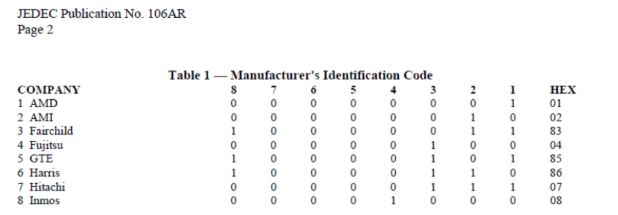 JEDEC Publication No. 106AR
Page 2
Table 1 — Manufacturer's Identification Code
COMPANY 8 7 6 5 4 3 2 1 HEX
1 AMD 0 0 0 0 0 0 0 1 01
2 AMI 0 0 0 0 0 0 1 0 02
3 Fairchild 1 0 0 0 0 0 1 1 83
4 Fujitsu 0 0 0 0 0 1 0 0 04
5 GTE 1 0 0 0 0 1 0 1 85
6 Harris 1 0 0 0 0 1 1 0 86
7 Hitachi 0 0 0 0 0 1 1 1 07
8 Inmos 0 0 0 0 1 0 0 0 08